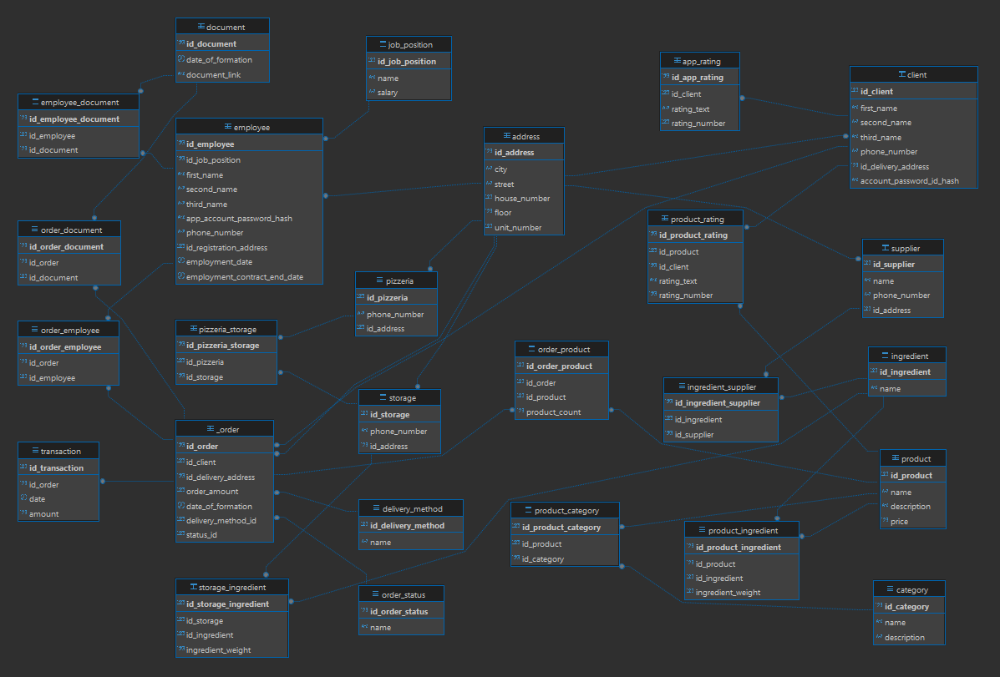 document
id_document
date_of_formation
document_link
job_position
id_job_position
name
salary
app_rating
id_app_rating
id_client
rating_text
rating_number
client
id_client
first_name
second_name
third_name
phone_number
id_delivery_address
account_password_id_hash
employee_document
id_employee_document
id_employee
id_document
employee
id_employee
id_job_position
first_name
second_name
third_name
app_account_password_hash
phone_number
id_registration_address
employment_date
employment_contract_end_date
address
id_address
city
street
house_number
floor
unit_number
product_rating
id_product_rating
id_product
id_client
rating_text
rating_number
supplier
id_supplier
name
phone_number
id_address
order_document
id_order_document
id_order
id_document
pizzeria
id_pizzeria
phone_number
id_address
order_employee
id_order_employee
id_order
id_employee
pizzeria_storage
id_pizzeria_storage
id_pizzeria
id_storage
order_product
id_order_product
id_order
id_product
product_count
ingredient
id_ingredient
name
ingredient_supplier
id_ingredient_supplier
id_ingredient
id_supplier
storage
id_storage
phone_number
id_address
_order
id_order
id_client
id_delivery_address
order_amount
date_of_formation
delivery_method_id
status_id
transaction
id_transaction
id_order
date
amount
product
id_product
name
description
price
delivery_method
id_delivery_method
name
product_category
id_product_category
id_product
id_category
product_ingredient
id_product_ingredient
id_product
id_ingredient
ingredient_weight
storage_ingredient
id_storage_ingredient
id_storage
id_ingredient
ingredient_weight
order_status
id_order_status
name
category
id_category
name
description